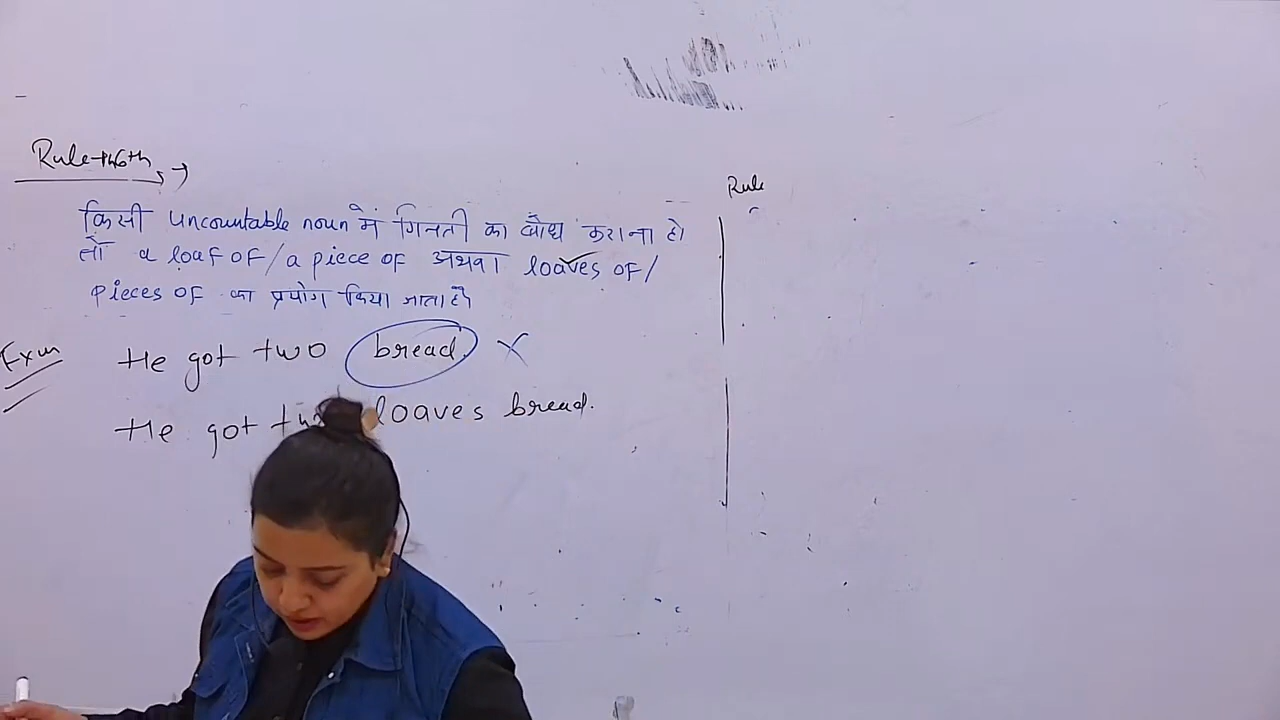 Rule
किसी uncountable noun में गिनती का बोध कराना हो
तो a loaf of/a piece of अथवा loaves of/
pieces of का प्रयोग किया जाता है
Exm He got two bread. X
He got loaves bread.
Rule